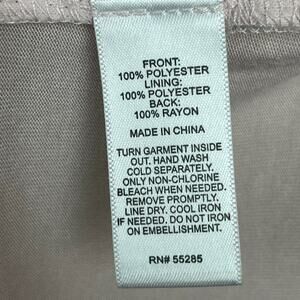 FRONT:
100% POLYESTER
LINING:
100% POLYESTER
BACK:
100% RAYON
MADE IN CHINA
TURN GARMENT INSIDE
OUT. HAND WASH
COLD SEPARATELY,
ONLY NON-CHLORINE
BLEACH WHEN NEEDED.
REMOVE PROMPTLY.
LINE DRY. COOL IRON
IF NEEDED. DO NOT IRON
ON EMBELLISHMENT.
RN# 55285